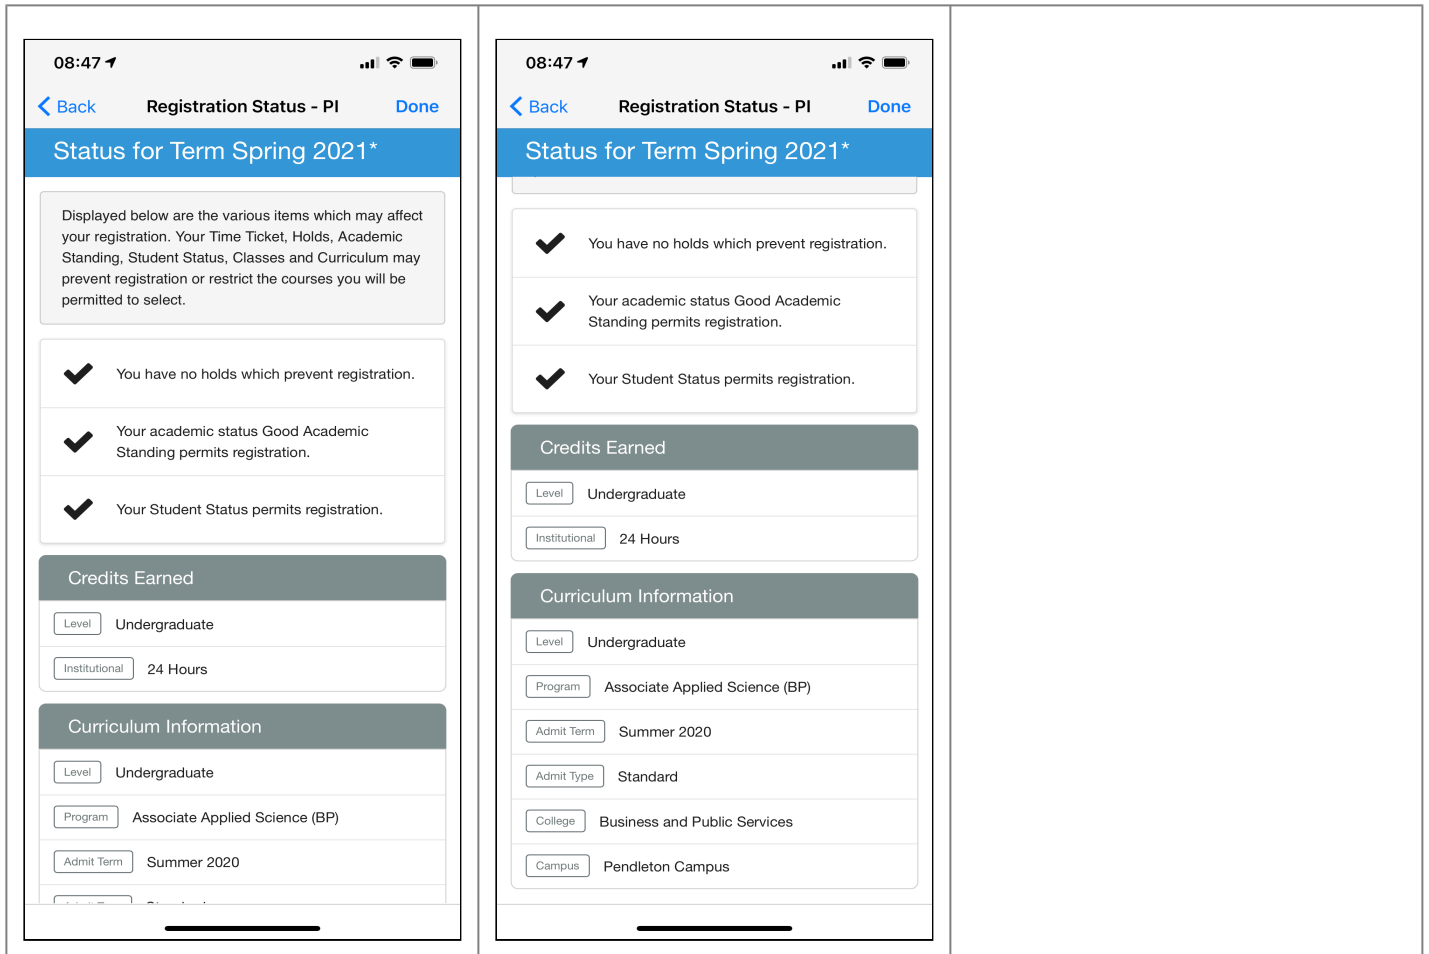 08:47
Back
Registration Status - PI
Done
Status for Term Spring 2021*
Displayed below are the various items which may affect
your registration. Your Time Ticket, Holds, Academic
Standing, Student Status, Classes and Curriculum may
prevent registration or restrict the courses you will be
permitted to select.
You have no holds which prevent registration.
Your academic status Good Academic
Standing permits registration.
Your Student Status permits registration.
Credits Earned
Level Undergraduate
Institutional 24 Hours
Curriculum Information
Level Undergraduate
Program Associate Applied Science (BP)
Admit Term Summer 2020
08:47
Back
Registration Status - PI
Done
Status for Term Spring 2021*
You have no holds which prevent registration.
Your academic status Good Academic
Standing permits registration.
Your Student Status permits registration.
Credits Earned
Level Undergraduate
Institutional 24 Hours
Curriculum Information
Level Undergraduate
Program Associate Applied Science (BP)
Admit Term Summer 2020
Admit Type Standard
College Business and Public Services
Campus Pendleton Campus